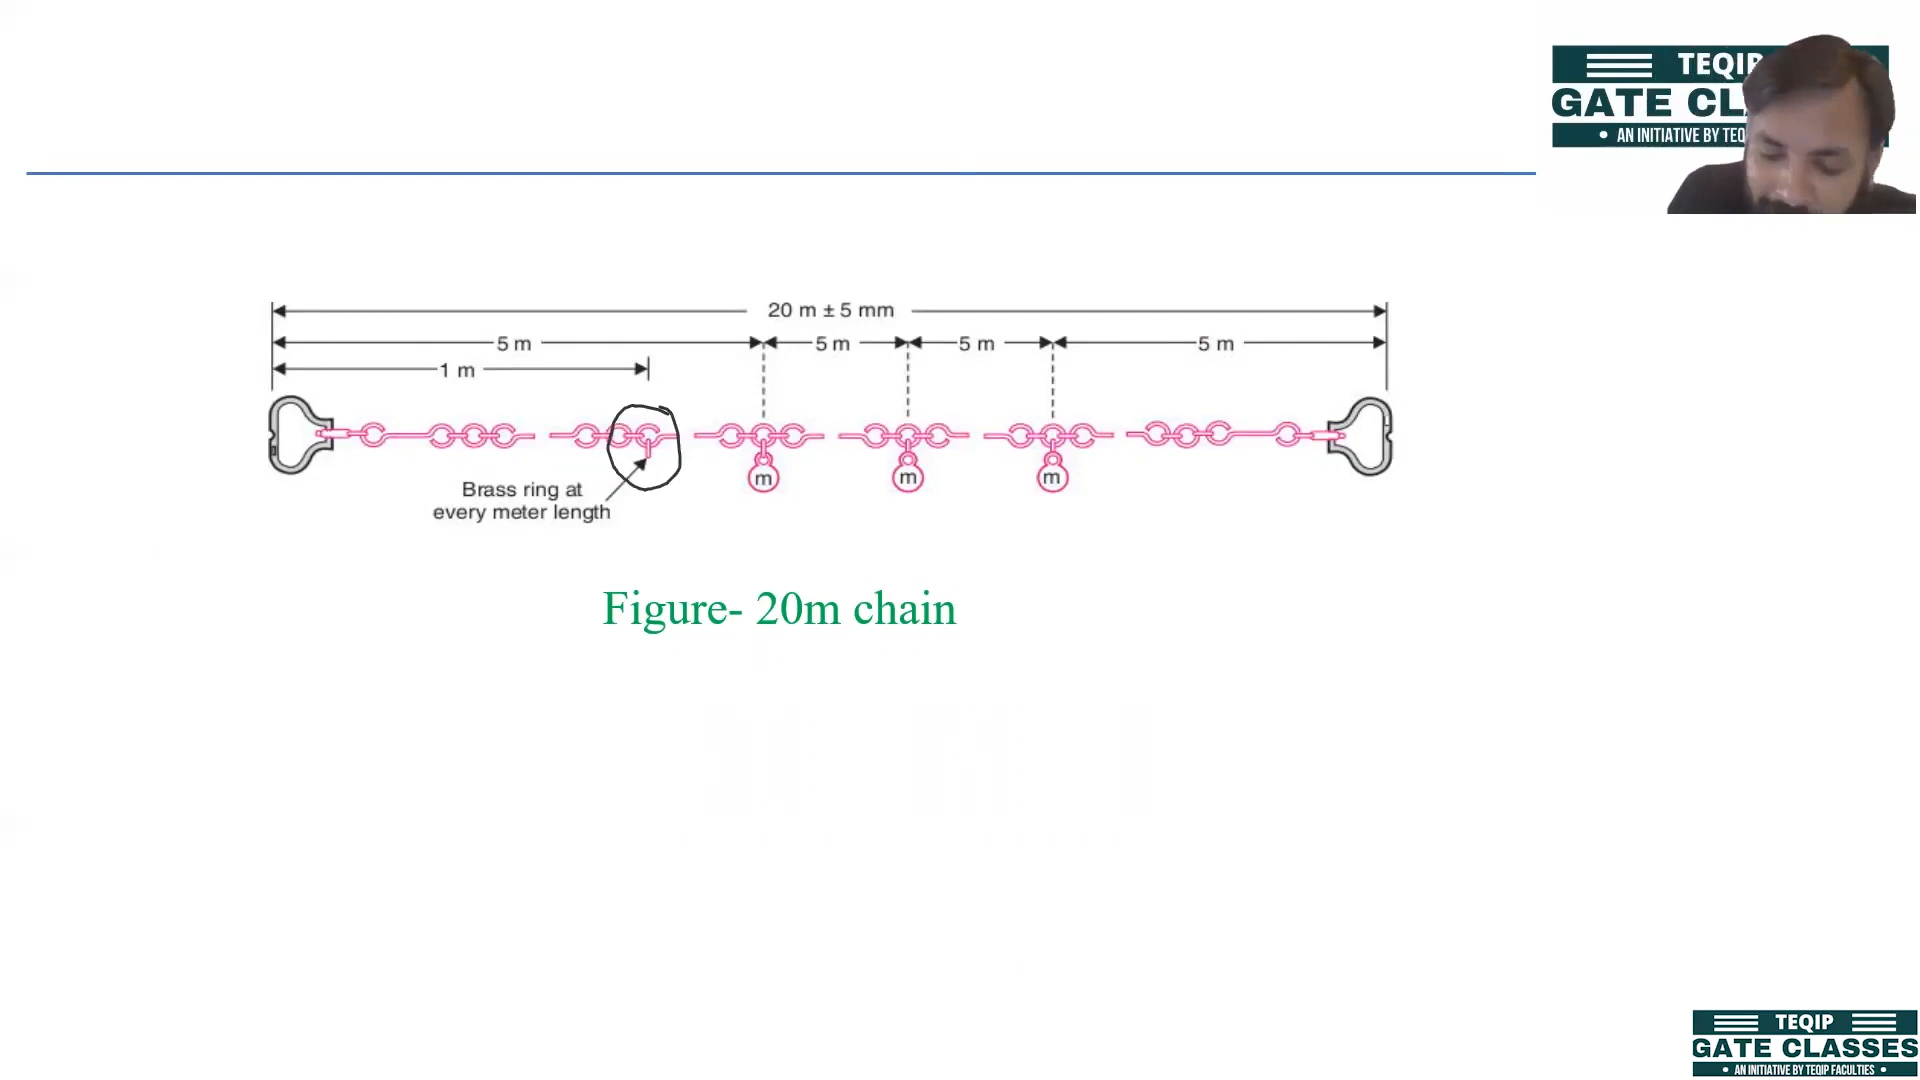 TEQIP
GATE CL
• AN INITIATIVE BY TEQ
20 m ± 5 mm
5 m 5 m 5 m 5 m
1 m
m m m
Brass ring at
every meter length
Figure- 20m chain
TEQIP
GATE CLASSES
• AN INITIATIVE BY TEQIP FACULTIES •